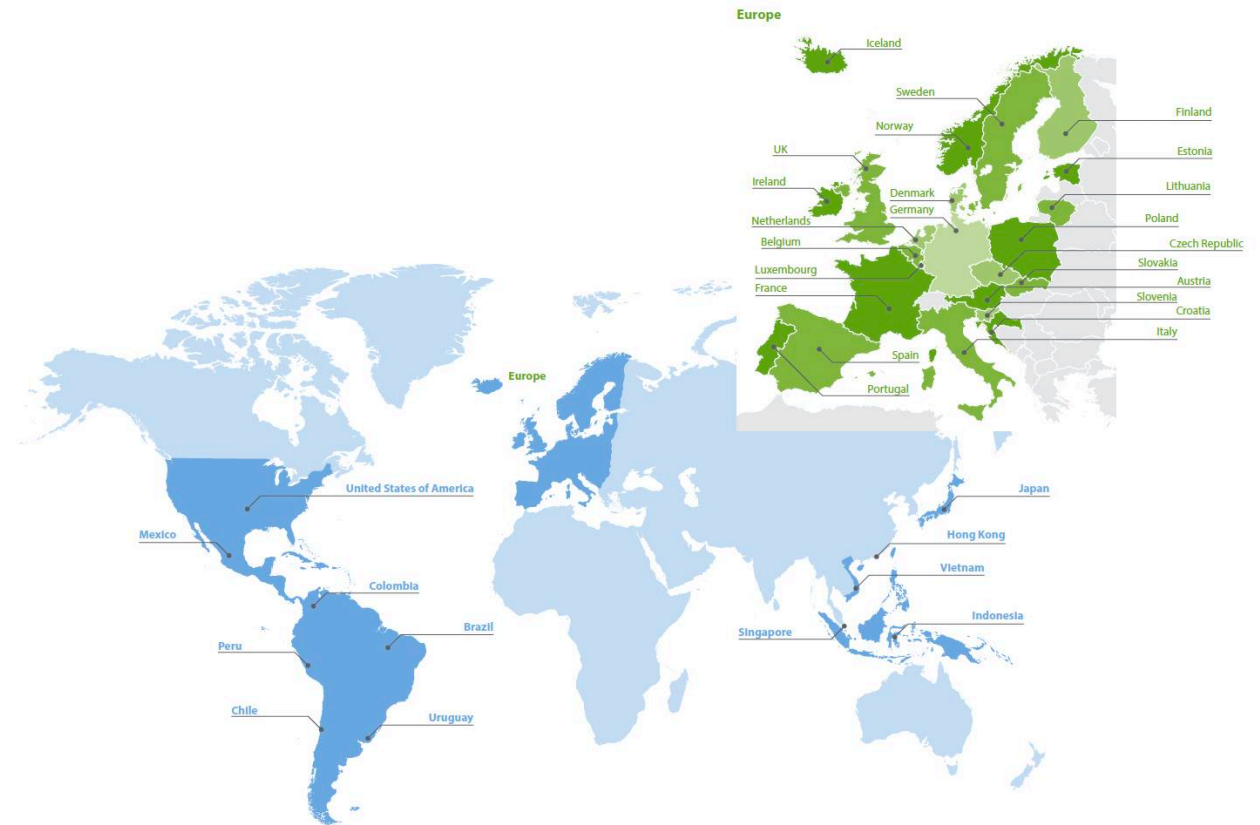 Europe
Iceland
Sweden
Finland
Norway
UK
Estonia
Ireland
Denmark
Lithuania
Germany
Netherlands
Poland
Belgium
Czech Republic
Slovakia
Luxembourg
Austria
France
Slovenia
Croatia
Italy
Spain
Portugal
Europe
United States of America
Japan
Mexico
Hong Kong
Vietnam
Colombia
Indonesia
Brazil
Singapore
Peru
Chile
Uruguay